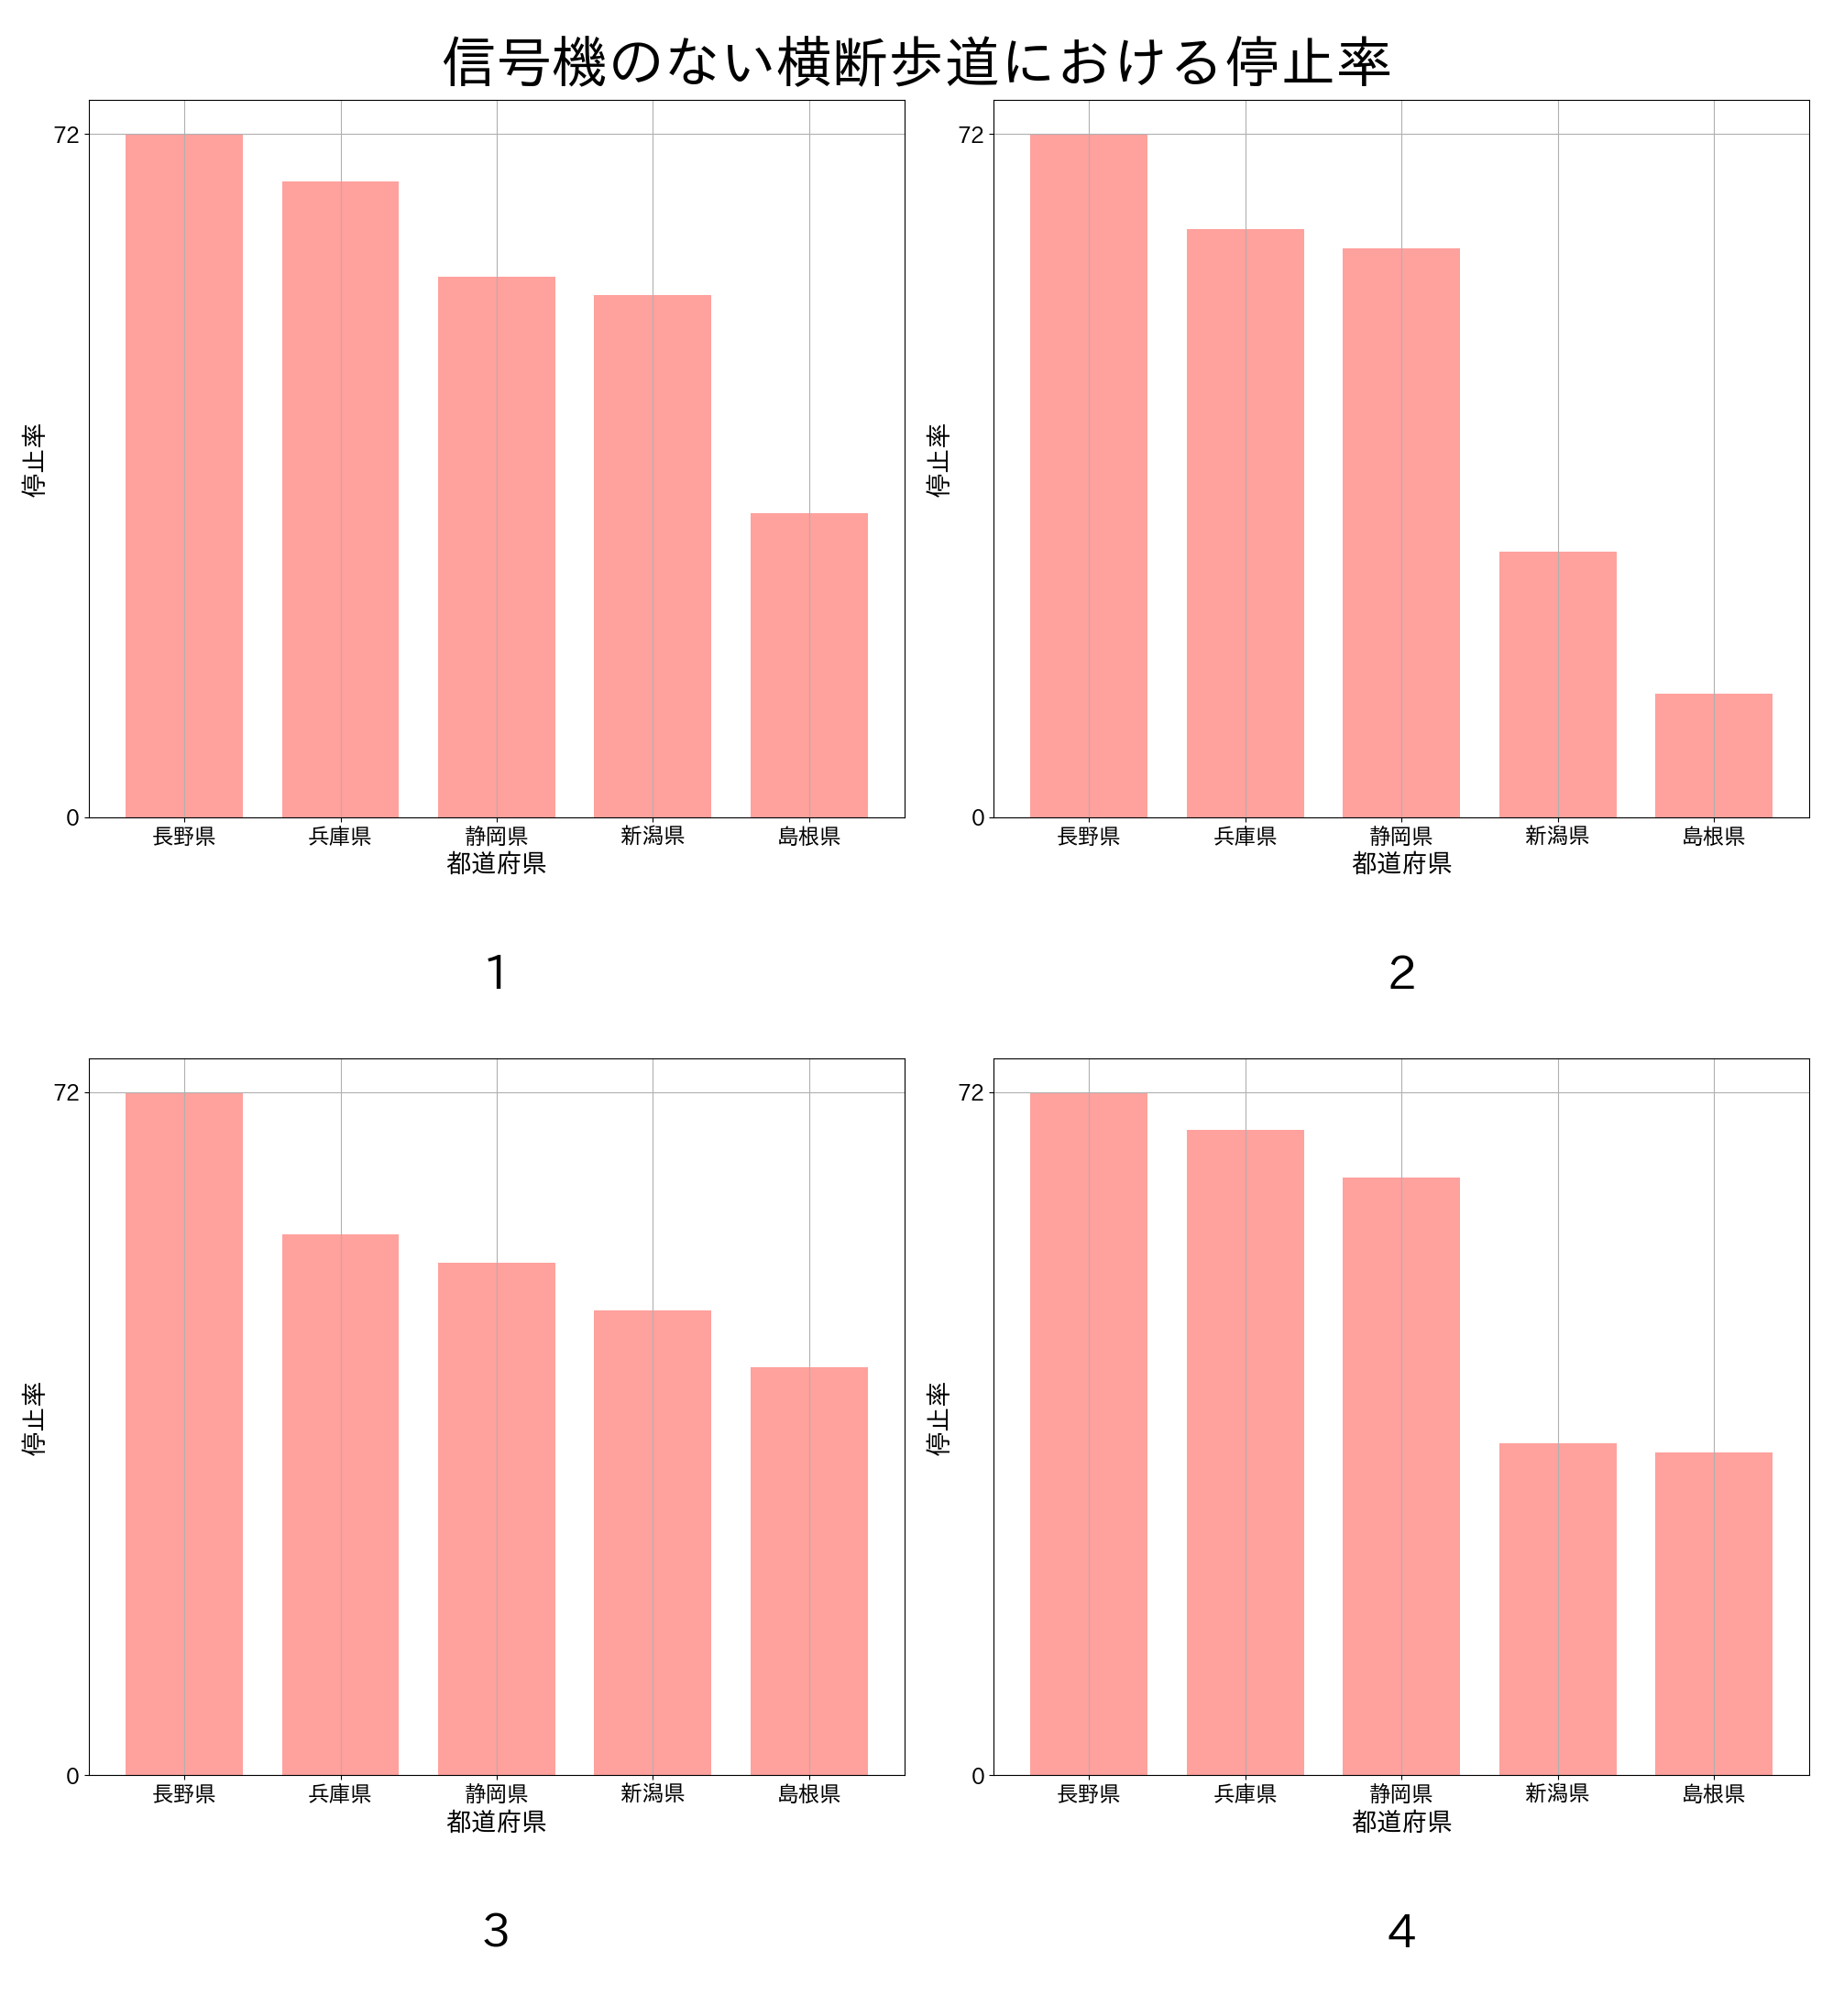 信号機のない横断歩道における停止率
72
停止率
0
長野県 兵庫県 静岡県 新潟県 島根県
都道府県
1
72
停止率
0
長野県 兵庫県 静岡県 新潟県 島根県
都道府県
2
72
停止率
0
長野県 兵庫県 静岡県 新潟県 島根県
都道府県
3
72
停止率
0
長野県 兵庫県 静岡県 新潟県 島根県
都道府県
4